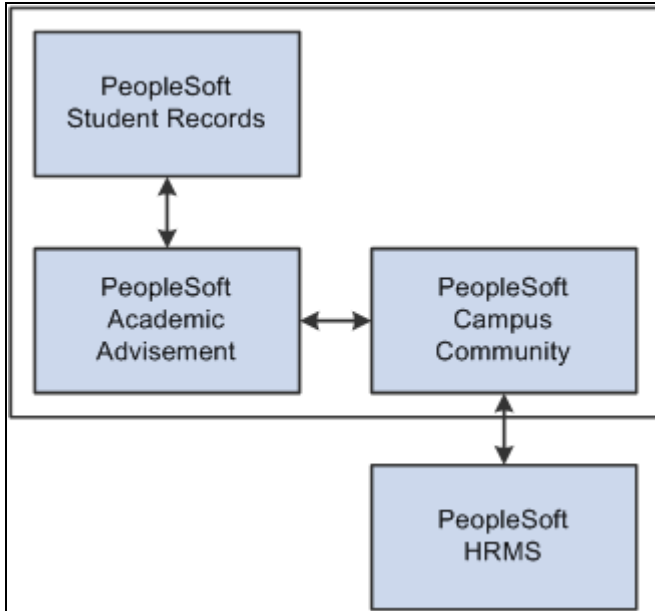 PeopleSoft
Student Records
PeopleSoft
Academic
Advisement
PeopleSoft
Campus
Community
PeopleSoft
HRMS